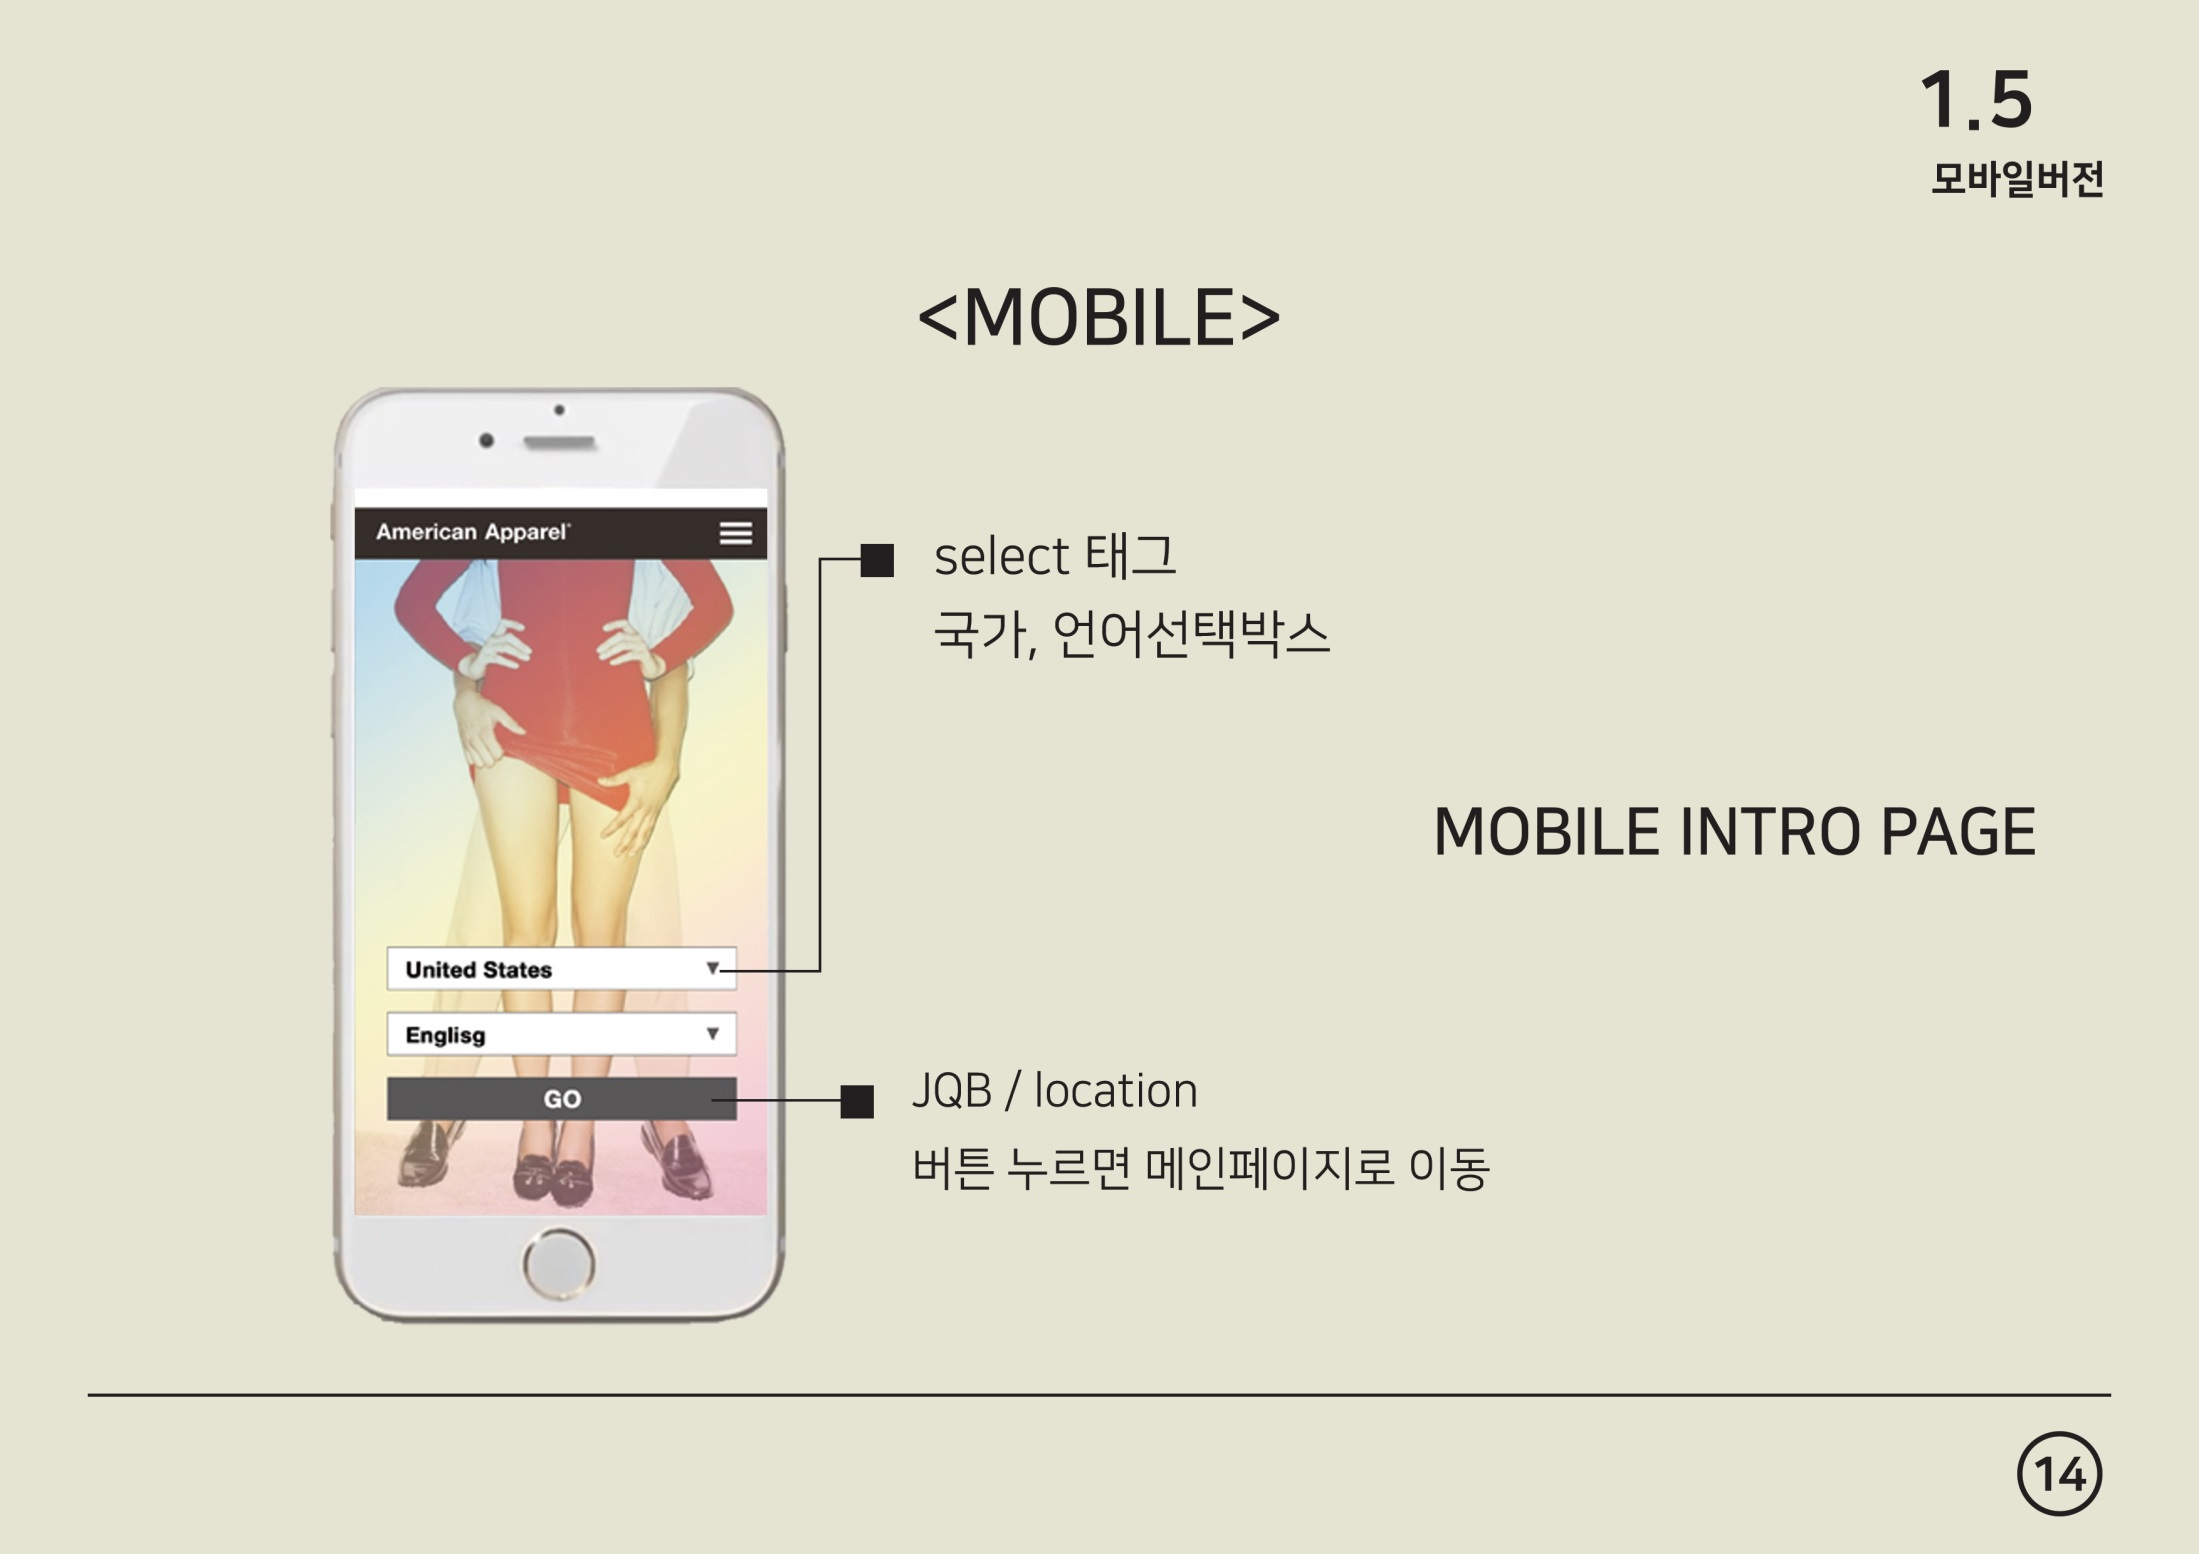 1.5
모바일버전
<MOBILE>
American Apparel
select 태그
국가, 언어선택박스
MOBILE INTRO PAGE
United States
Englisg
GO
JQB / location
버튼 누르면 메인페이지로 이동
14